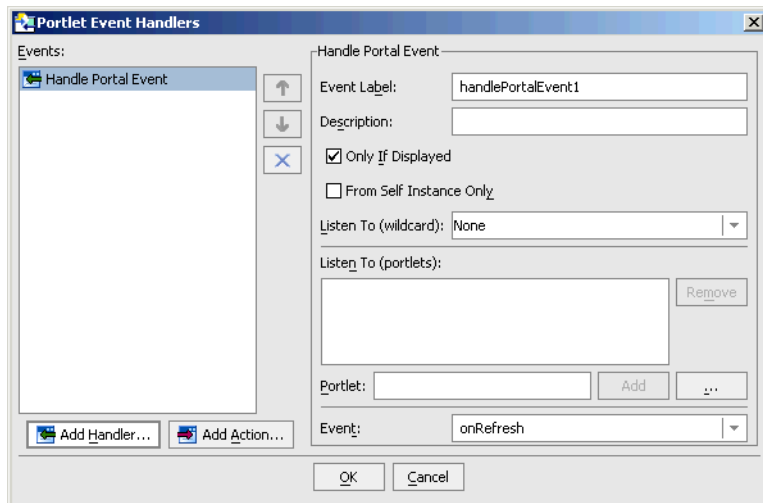 Portlet Event Handlers
Events:
Handle Portal Event
Handle Portal Event
Event Label: handlePortalEvent1
Description:
Only If Displayed
From Self Instance Only
Listen To (wildcard): None
Listen To (portlets):
Remove
Portlet: Add ...
Add Handler... Add Action... Event: onRefresh
OK Cancel